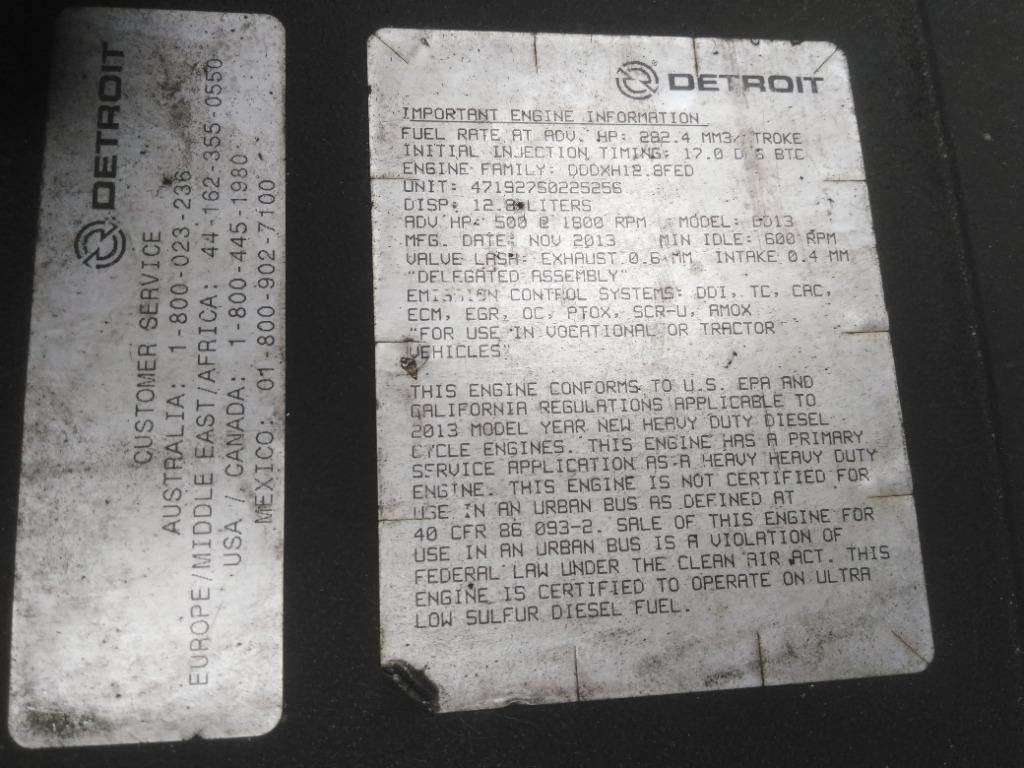 DETROIT
CUSTOMER SERVICE
AUSTRALIA: 1-800-023-236
EUROPE/MIDDLE EAST/AFRICA: 44-162-355-0550
USA / CANADA: 1-800-445-1980
MEXICO: 01-800-902-7100
DETROIT
IMPORTANT ENGINE INFORMATION
FUEL RATE AT ADV. HP: 282.4 MM3/ TROKE
INITIAL INJECTION TIMING: 17.0 D S BTC
ENGINE FAMILY: DDDXH12.8FED
UNIT: 47192750225256
DISP: 12.8 LITERS
ADV HP: 500 @ 1800 RPM MODEL: DD13
MFG. DATE: NOV 2013 MIN IDLE: 600 RPM
VALVE LASH: EXHAUST 0.6 MM INTAKE 0.4 MM
"DELEGATED ASSEMBLY"
EMISSION CONTROL SYSTEMS: DDI, TC, CAC,
ECM, EGR, OC, PTOX, SCR-U, AMOX
"FOR USE IN VOCATIONAL OR TRACTOR
VEHICLES"
THIS ENGINE CONFORMS TO U.S. EPA AND
CALIFORNIA REGULATIONS APPLICABLE TO
2013 MODEL YEAR NEW HEAVY DUTY DIESEL
CYCLE ENGINES. THIS ENGINE HAS A PRIMARY
SERVICE APPLICATION AS A HEAVY HEAVY DUTY
ENGINE. THIS ENGINE IS NOT CERTIFIED FOR
USE IN AN URBAN BUS AS DEFINED AT
40 CFR 86 093-2. SALE OF THIS ENGINE FOR
USE IN AN URBAN BUS IS A VIOLATION OF
FEDERAL LAW UNDER THE CLEAN AIR ACT. THIS
ENGINE IS CERTIFIED TO OPERATE ON ULTRA
LOW SULFUR DIESEL FUEL.